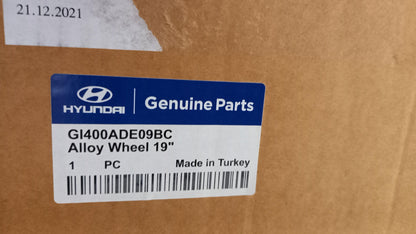 21.12.2021
HYUNDAI
Genuine Parts
GI400ADE09BC
Alloy Wheel 19"
1 PC Made in Turkey